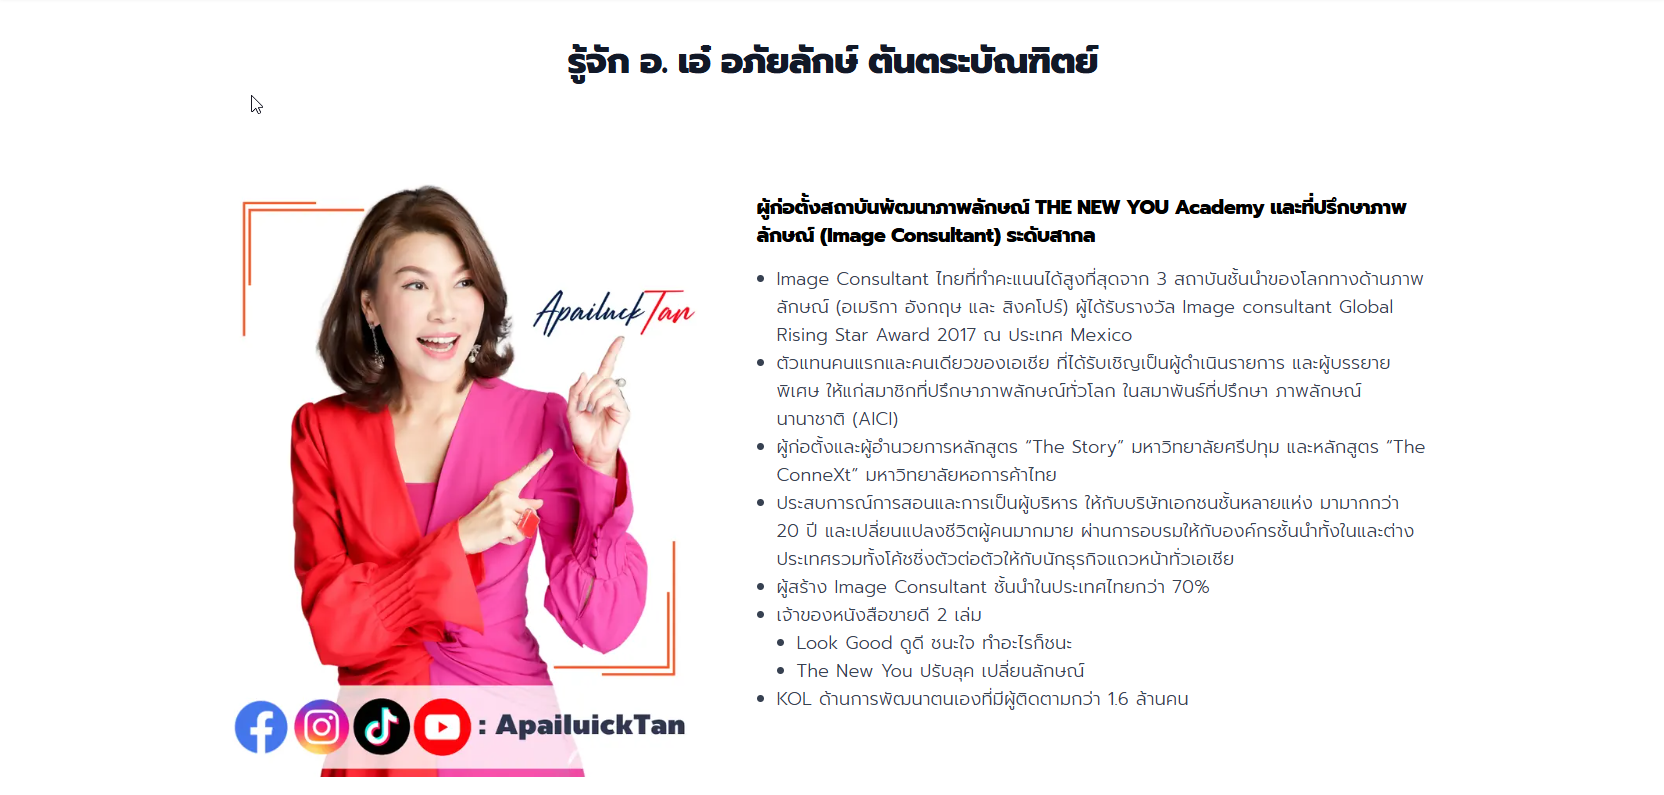 รู้จัก อ. เอ๋ อภัยลักษ์ ตันตระบัณฑิตย์
ApailuckTan
: ApailuickTan
ผู้ก่อตั้งสถาบันพัฒนาภาพลักษณ์ THE NEW YOU Academy และที่ปรึกษาภาพ
ลักษณ์ (Image Consultant) ระดับสากล
Image Consultant ไทยที่ทำคะแนนได้สูงที่สุดจาก 3 สถาบันชั้นนำของโลกทางด้านภาพ
ลักษณ์ (อเมริกา อังกฤษ และ สิงคโปร์) ผู้ได้รับรางวัล Image consultant Global
Rising Star Award 2017 ณ ประเทศ Mexico
ตัวแทนคนแรกและคนเดียวของเอเชีย ที่ได้รับเชิญเป็นผู้ดำเนินรายการ และผู้บรรยาย
พิเศษ ให้แก่สมาชิกที่ปรึกษาภาพลักษณ์ทั่วโลก ในสมาพันธ์ที่ปรึกษา ภาพลักษณ์
นานาชาติ (AICI)
ผู้ก่อตั้งและผู้อำนวยการหลักสูตร “The Story” มหาวิทยาลัยศรีปทุม และหลักสูตร “The
ConneXt” มหาวิทยาลัยหอการค้าไทย
ประสบการณ์การสอนและการเป็นผู้บริหาร ให้กับบริษัทเอกชนชั้นหลายแห่ง มามากกว่า
20 ปี และเปลี่ยนแปลงชีวิตผู้คนมากมาย ผ่านการอบรมให้กับองค์กรชั้นนำทั้งในและต่าง
ประเทศรวมทั้งโค้ชชิ่งตัวต่อตัวให้กับนักธุรกิจแถวหน้าทั่วเอเชีย
ผู้สร้าง Image Consultant ชั้นนำในประเทศไทยกว่า 70%
เจ้าของหนังสือขายดี 2 เล่ม
Look Good ดูดี ชนะใจ ทำอะไรก็ชนะ
The New You ปรับลุค เปลี่ยนลักษณ์
KOL ด้านการพัฒนาตนเองที่มีผู้ติดตามกว่า 1.6 ล้านคน